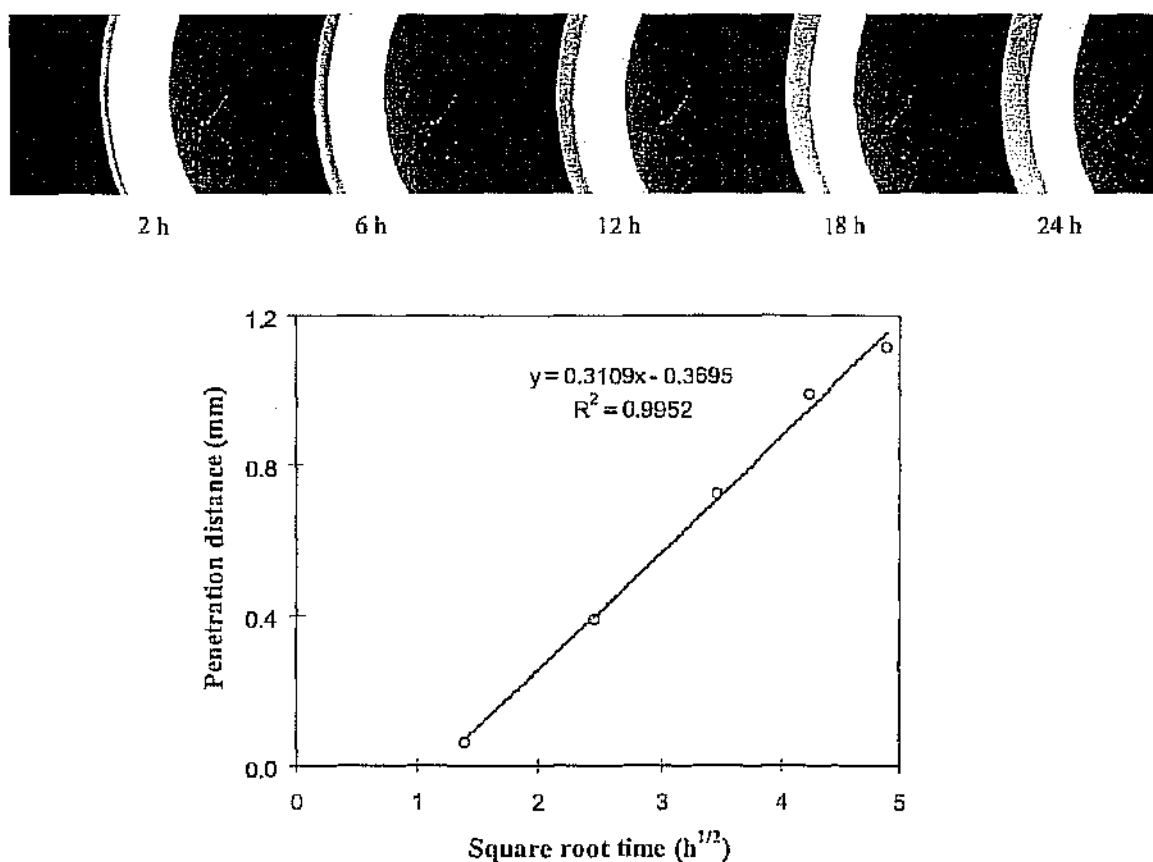 2 h 6 h 12 h 18 h 24 h
1.2
y = 0.3109x - 0.3695
R² = 0.9952
0.8
0.4
0.0
Penetration distance (mm)
0 1 2 3 4 5
Square root time (h^1/2)